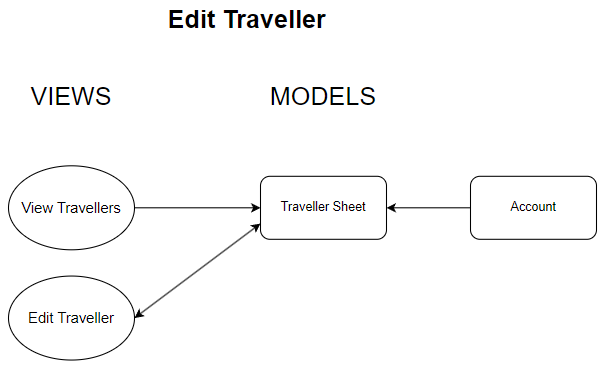 Edit Traveller
VIEWS
MODELS
View Travellers
Traveller Sheet
Account
Edit Traveller